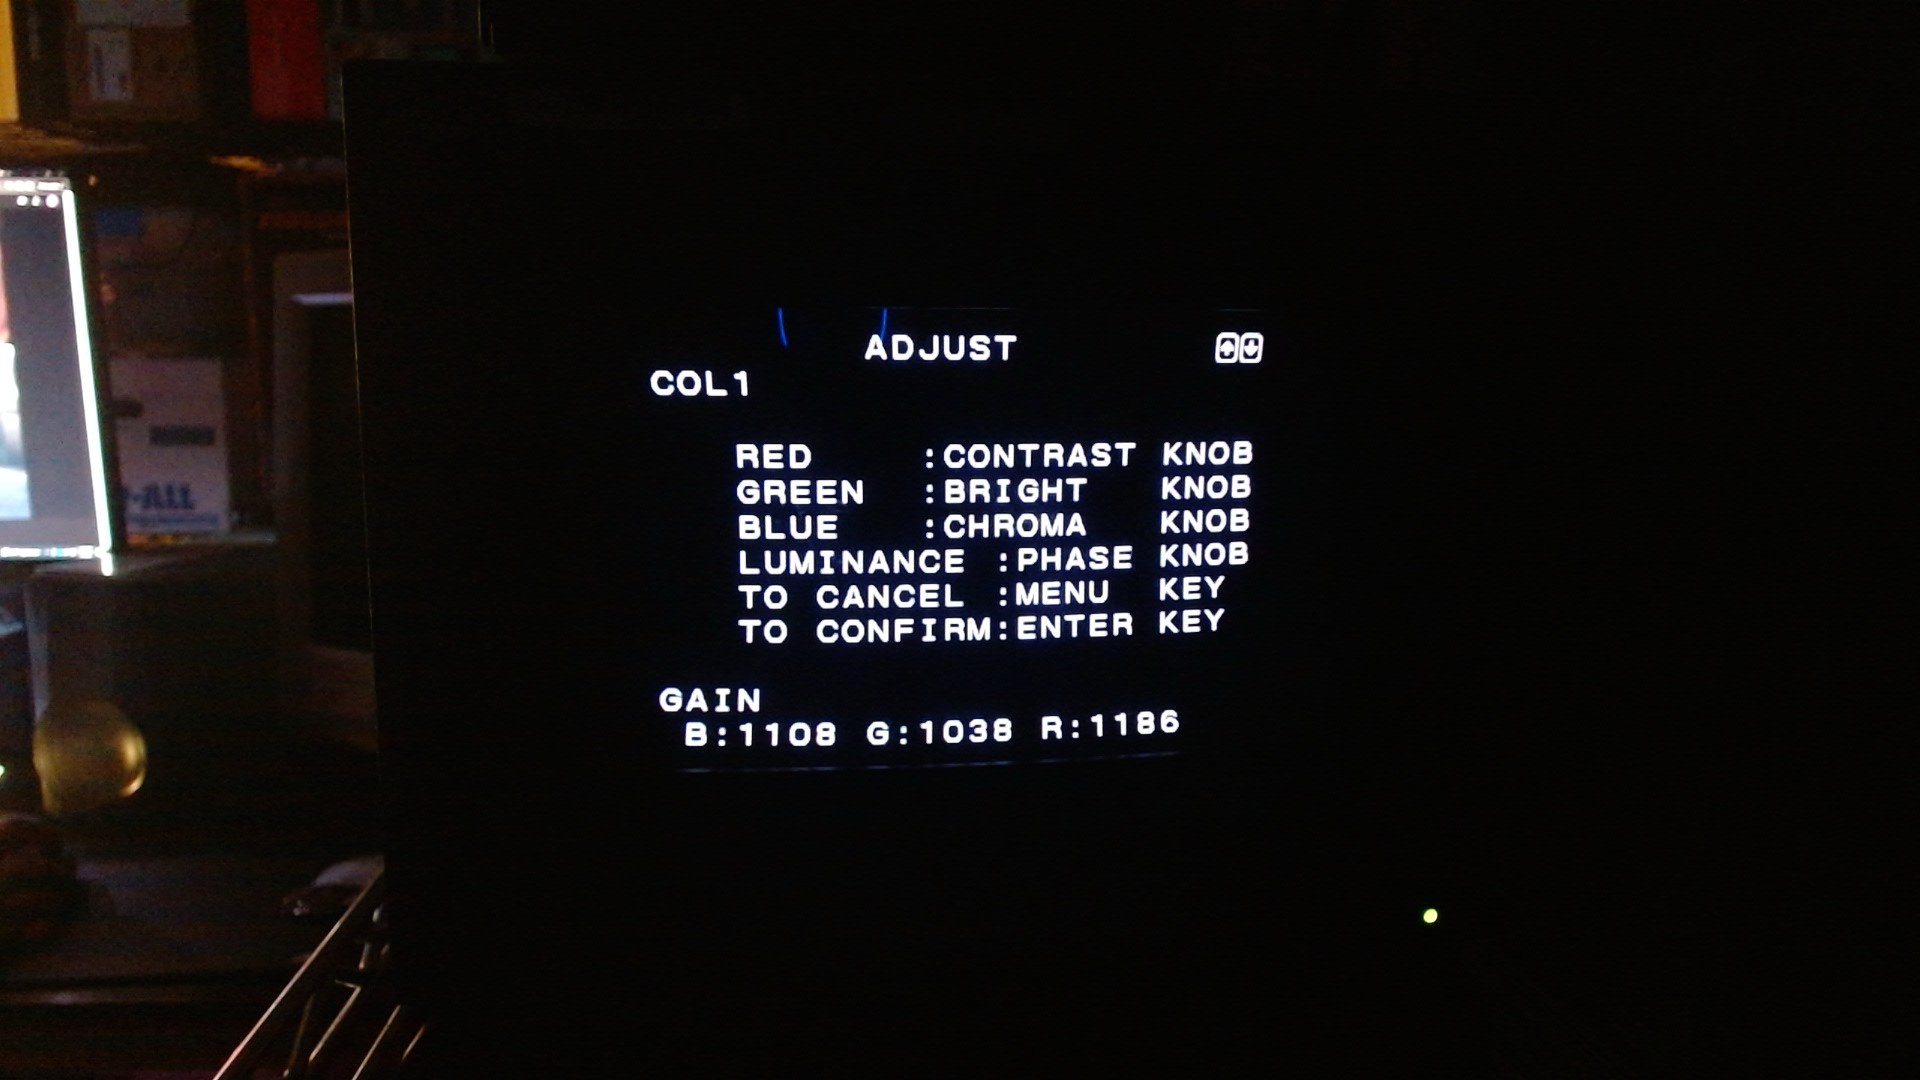 ADJUST
COL1
RED :CONTRAST KNOB
GREEN :BRIGHT KNOB
BLUE :CHROMA KNOB
LUMINANCE :PHASE KNOB
TO CANCEL :MENU KEY
TO CONFIRM:ENTER KEY
GAIN
B:1108 G:1038 R:1186
-ALL